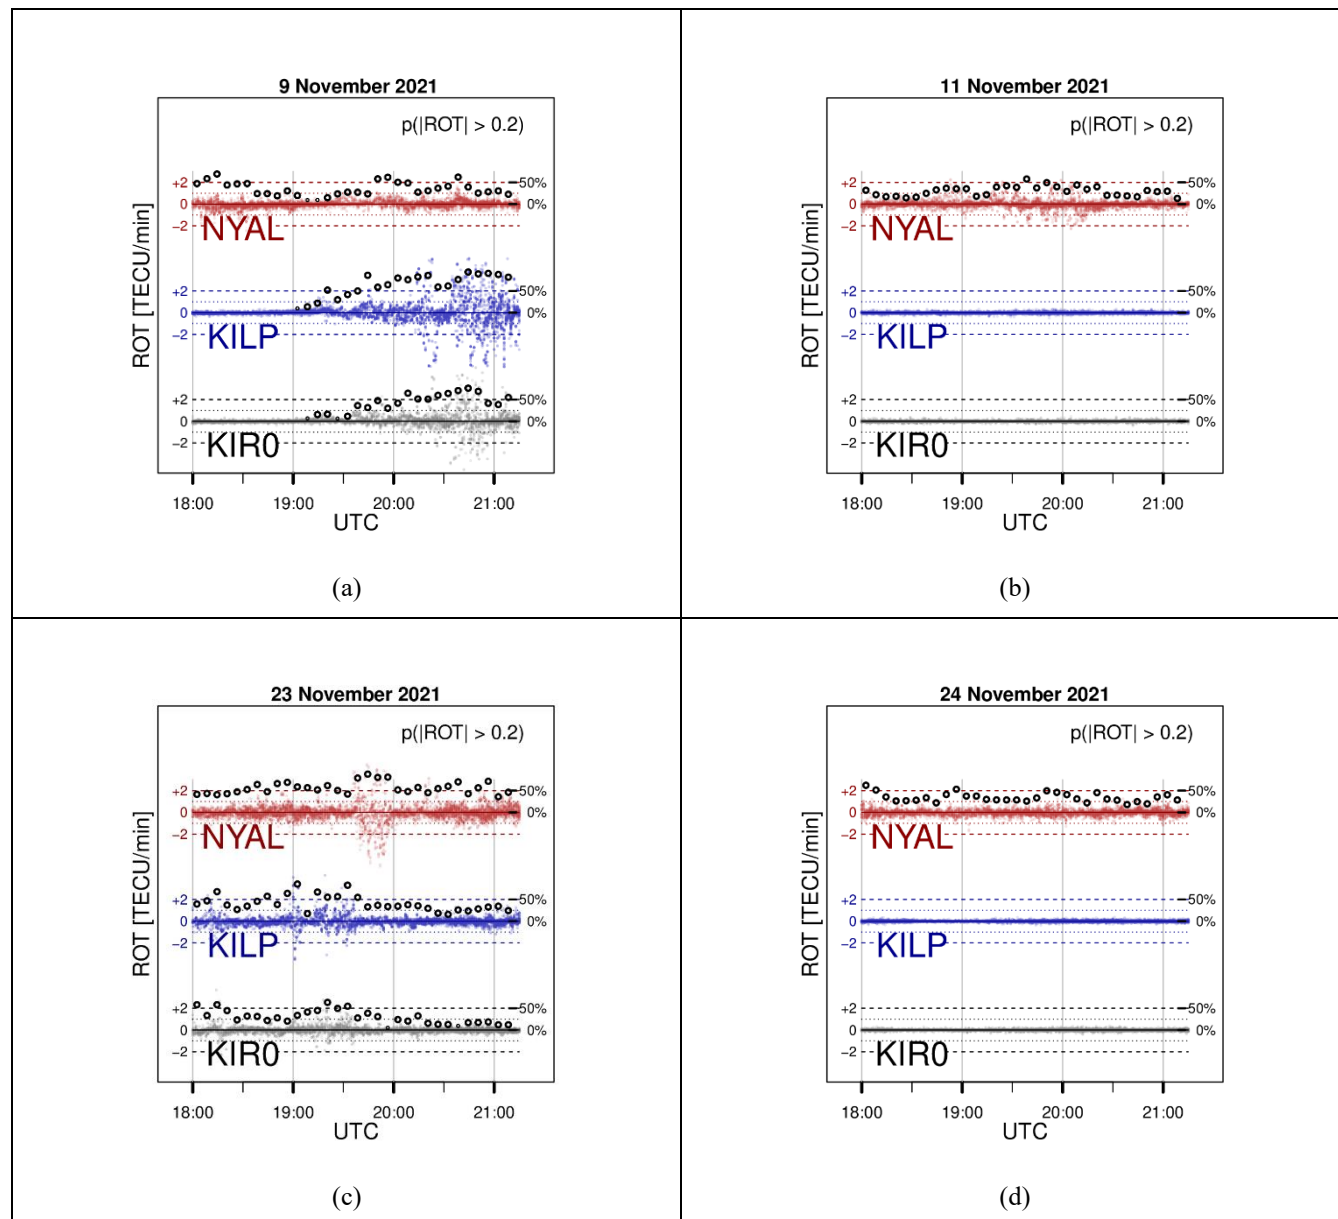 9 November 2021
p(|ROT| > 0.2)
ROT [TECU/min]
+2
0
−2
50%
0%
NYAL
+2
0
−2
50%
0%
KILP
+2
0
−2
50%
0%
KIR0
18:00 19:00 20:00 21:00
UTC
(a)
11 November 2021
p(|ROT| > 0.2)
ROT [TECU/min]
+2
0
−2
50%
0%
NYAL
+2
0
−2
50%
0%
KILP
+2
0
−2
50%
0%
KIR0
18:00 19:00 20:00 21:00
UTC
(b)
23 November 2021
p(|ROT| > 0.2)
ROT [TECU/min]
+2
0
−2
50%
0%
NYAL
+2
0
−2
50%
0%
KILP
+2
0
−2
50%
0%
KIR0
18:00 19:00 20:00 21:00
UTC
(c)
24 November 2021
p(|ROT| > 0.2)
ROT [TECU/min]
+2
0
−2
50%
0%
NYAL
+2
0
−2
50%
0%
KILP
+2
0
−2
50%
0%
KIR0
18:00 19:00 20:00 21:00
UTC
(d)